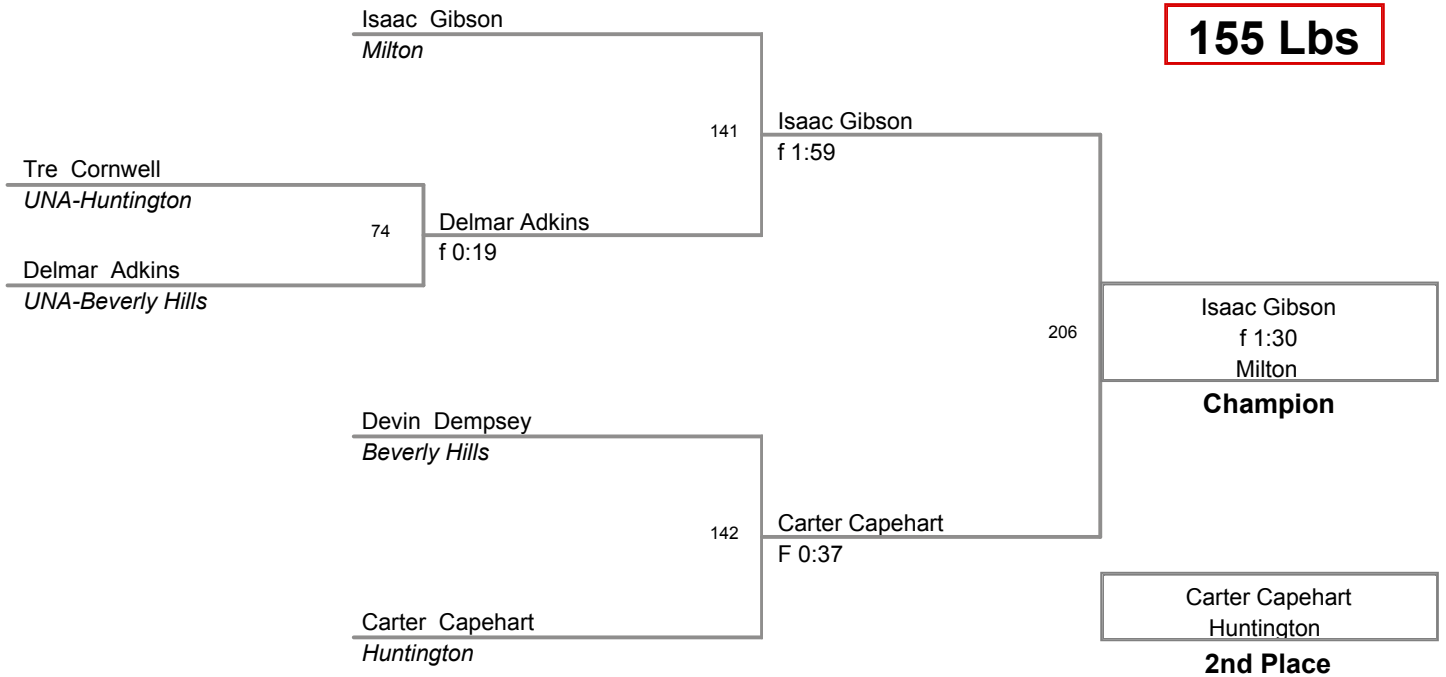 155 Lbs
Isaac Gibson
Milton
Tre Cornwell
UNA-Huntington
Delmar Adkins
UNA-Beverly Hills
74
Delmar Adkins
f 0:19
141
Isaac Gibson
f 1:59
Devin Dempsey
Beverly Hills
Carter Capehart
Huntington
142
Carter Capehart
F 0:37
206
Isaac Gibson
f 1:30
Milton
Champion
Carter Capehart
Huntington
2nd Place